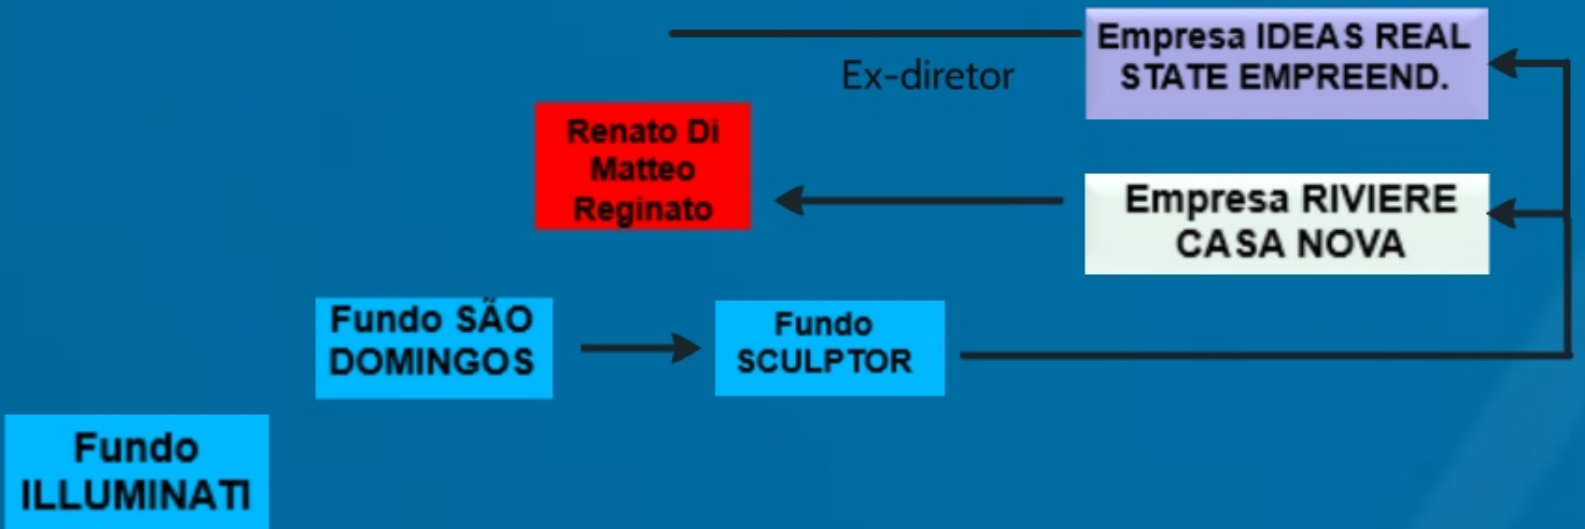 Empresa IDEAS REAL
STATE EMPREEND.
Ex-diretor
Renato Di
Matteo
Reginato
Empresa RIVIERE
CASA NOVA
Fundo SÃO
DOMINGOS
Fundo
SCULPTOR
Fundo
ILLUMINATI